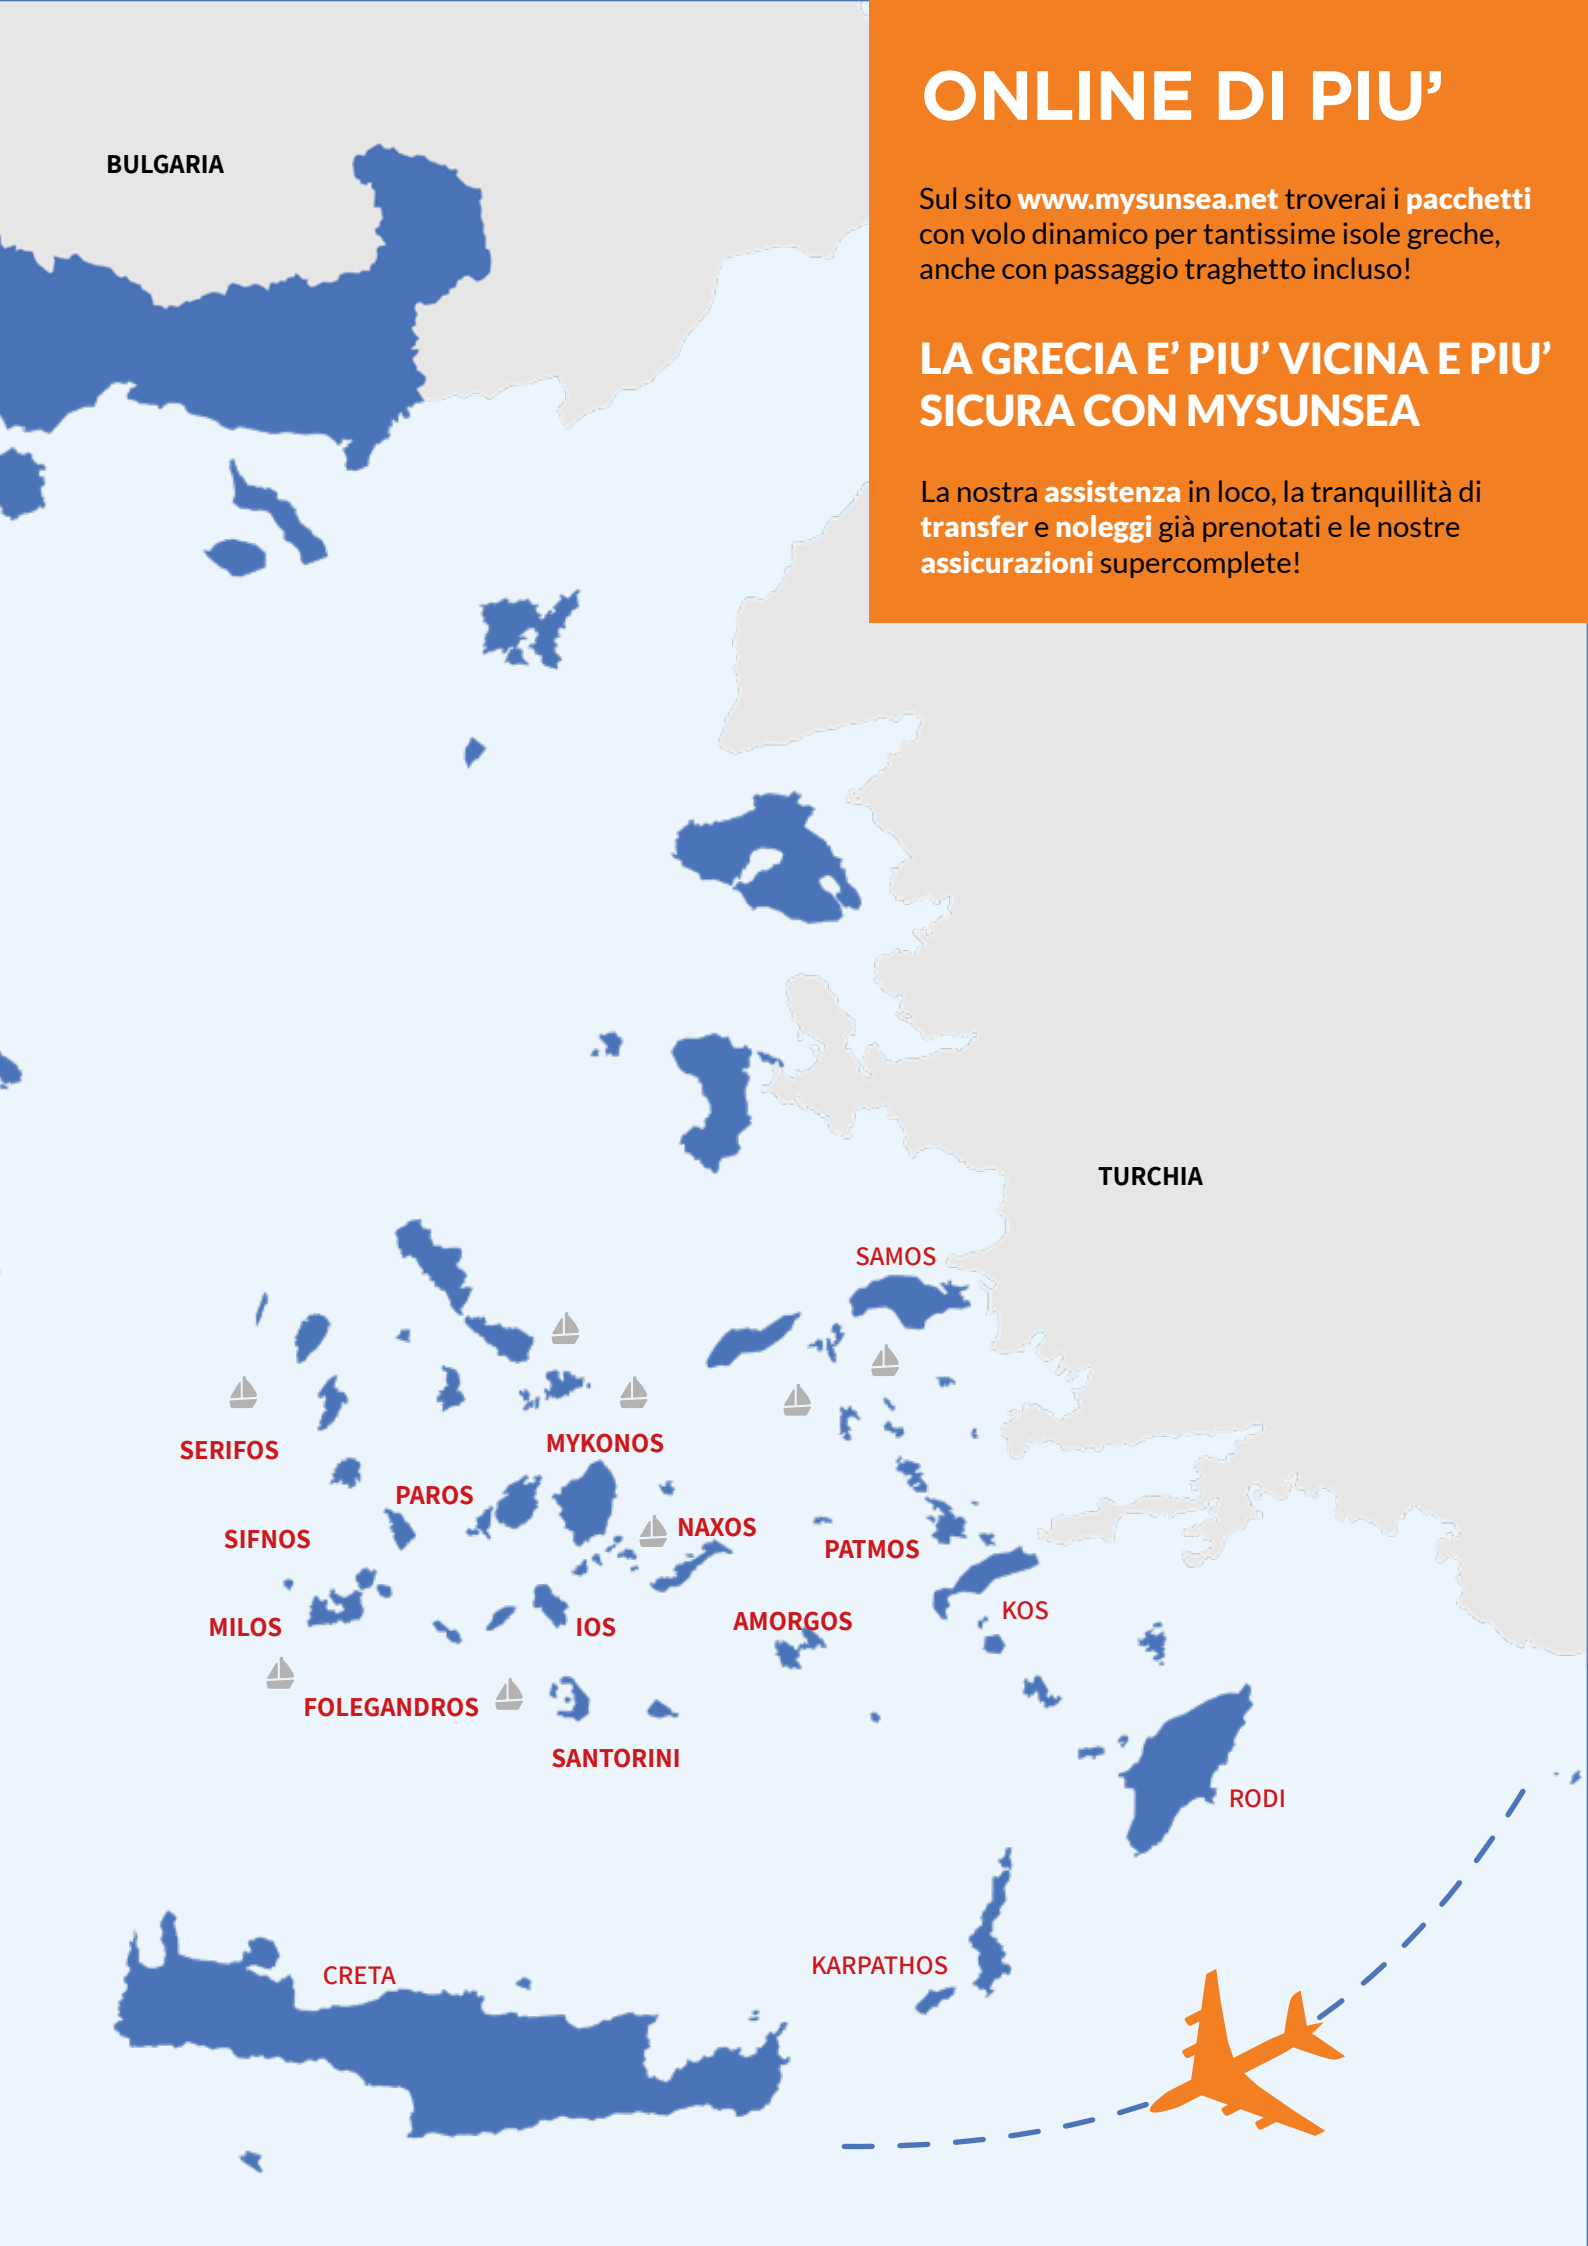 ONLINE DI PIU’
Sul sito www.mysunsea.net troverai i pacchetti
con volo dinamico per tantissime isole greche,
anche con passaggio traghetto incluso!
LA GRECIA E’ PIU’ VICINA E PIU’
SICURA CON MYSUNSEA
La nostra assistenza in loco, la tranquillità di
transfer e noleggi già prenotati e le nostre
assicurazioni supercomplete!
BULGARIA
TURCHIA
SAMOS
SERIFOS
MYKONOS
PAROS
NAXOS
SIFNOS
PATMOS
KOS
AMORGOS
MILOS
IOS
FOLEGANDROS
SANTORINI
RODI
KARPATHOS
CRETA